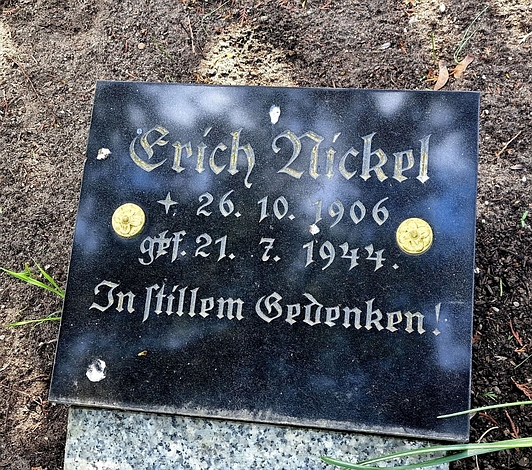 Erich Nickel
* 26. 10. 1906
gef. 21. 7. 1944.
In stillem Gedenken!